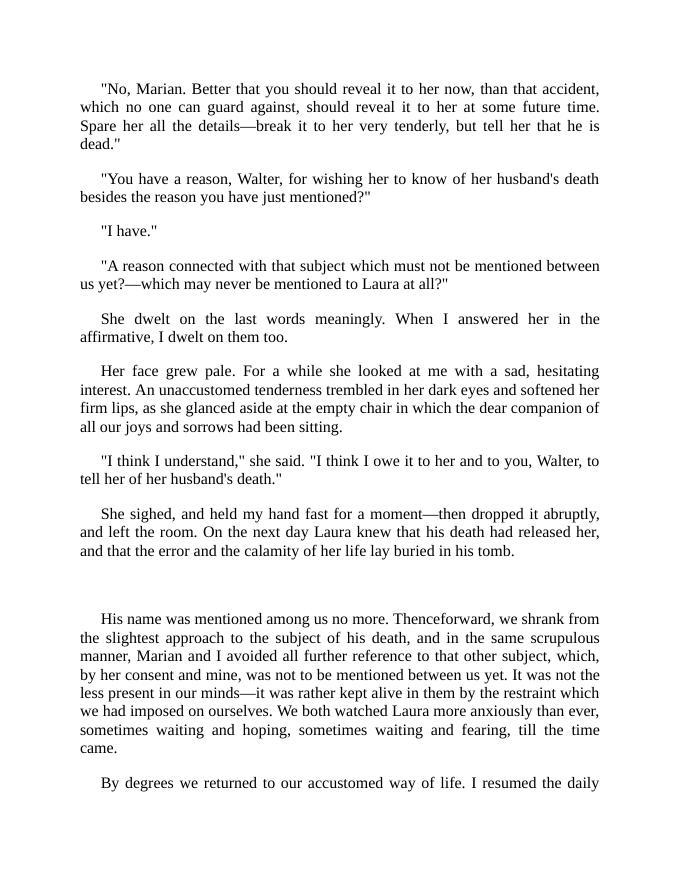 "No, Marian. Better that you should reveal it to her now, than that accident,
which no one can guard against, should reveal it to her at some future time.
Spare her all the details—break it to her very tenderly, but tell her that he is
dead."
"You have a reason, Walter, for wishing her to know of her husband's death
besides the reason you have just mentioned?"
"I have."
"A reason connected with that subject which must not be mentioned between
us yet?—which may never be mentioned to Laura at all?"
She dwelt on the last words meaningly. When I answered her in the
affirmative, I dwelt on them too.
Her face grew pale. For a while she looked at me with a sad, hesitating
interest. An unaccustomed tenderness trembled in her dark eyes and softened her
firm lips, as she glanced aside at the empty chair in which the dear companion of
all our joys and sorrows had been sitting.
"I think I understand," she said. "I think I owe it to her and to you, Walter, to
tell her of her husband's death."
She sighed, and held my hand fast for a moment—then dropped it abruptly,
and left the room. On the next day Laura knew that his death had released her,
and that the error and the calamity of her life lay buried in his tomb.
His name was mentioned among us no more. Thenceforward, we shrank from
the slightest approach to the subject of his death, and in the same scrupulous
manner, Marian and I avoided all further reference to that other subject, which,
by her consent and mine, was not to be mentioned between us yet. It was not the
less present in our minds—it was rather kept alive in them by the restraint which
we had imposed on ourselves. We both watched Laura more anxiously than ever,
sometimes waiting and hoping, sometimes waiting and fearing, till the time
came.
By degrees we returned to our accustomed way of life. I resumed the daily